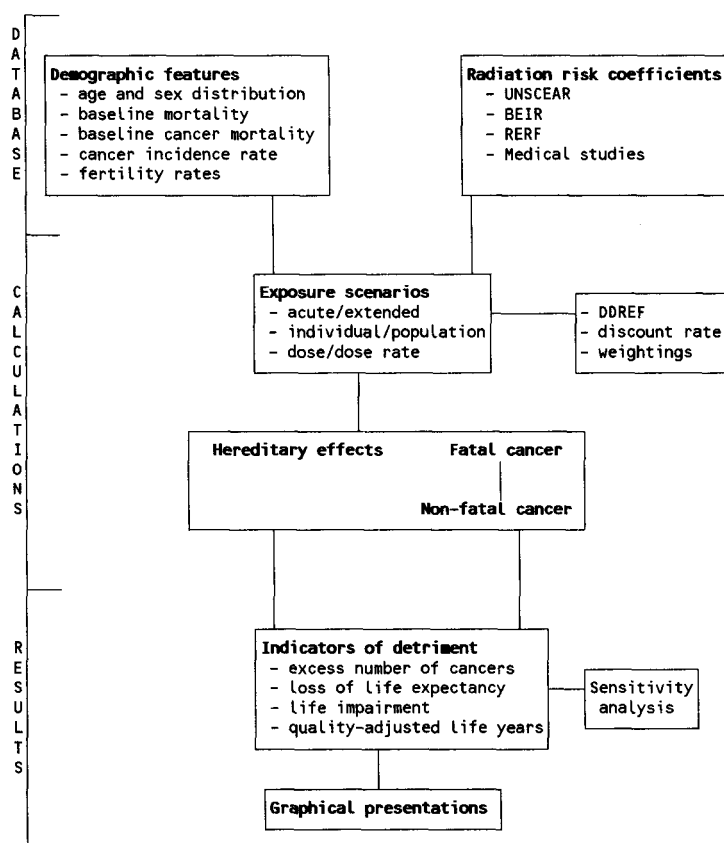 DATABASE
Demographic features
- age and sex distribution
- baseline mortality
- baseline cancer mortality
- cancer incidence rate
- fertility rates
Radiation risk coefficients
- UNSCEAR
- BEIR
- RERF
- Medical studies
CALCULATIONS
Exposure scenarios
- acute/extended
- individual/population
- dose/dose rate
- DDREF
- discount rate
- weightings
Hereditary effects
Fatal cancer
Non-fatal cancer
RESULTS
Indicators of detriment
- excess number of cancers
- loss of life expectancy
- life impairment
- quality-adjusted life years
Sensitivity
analysis
Graphical presentations